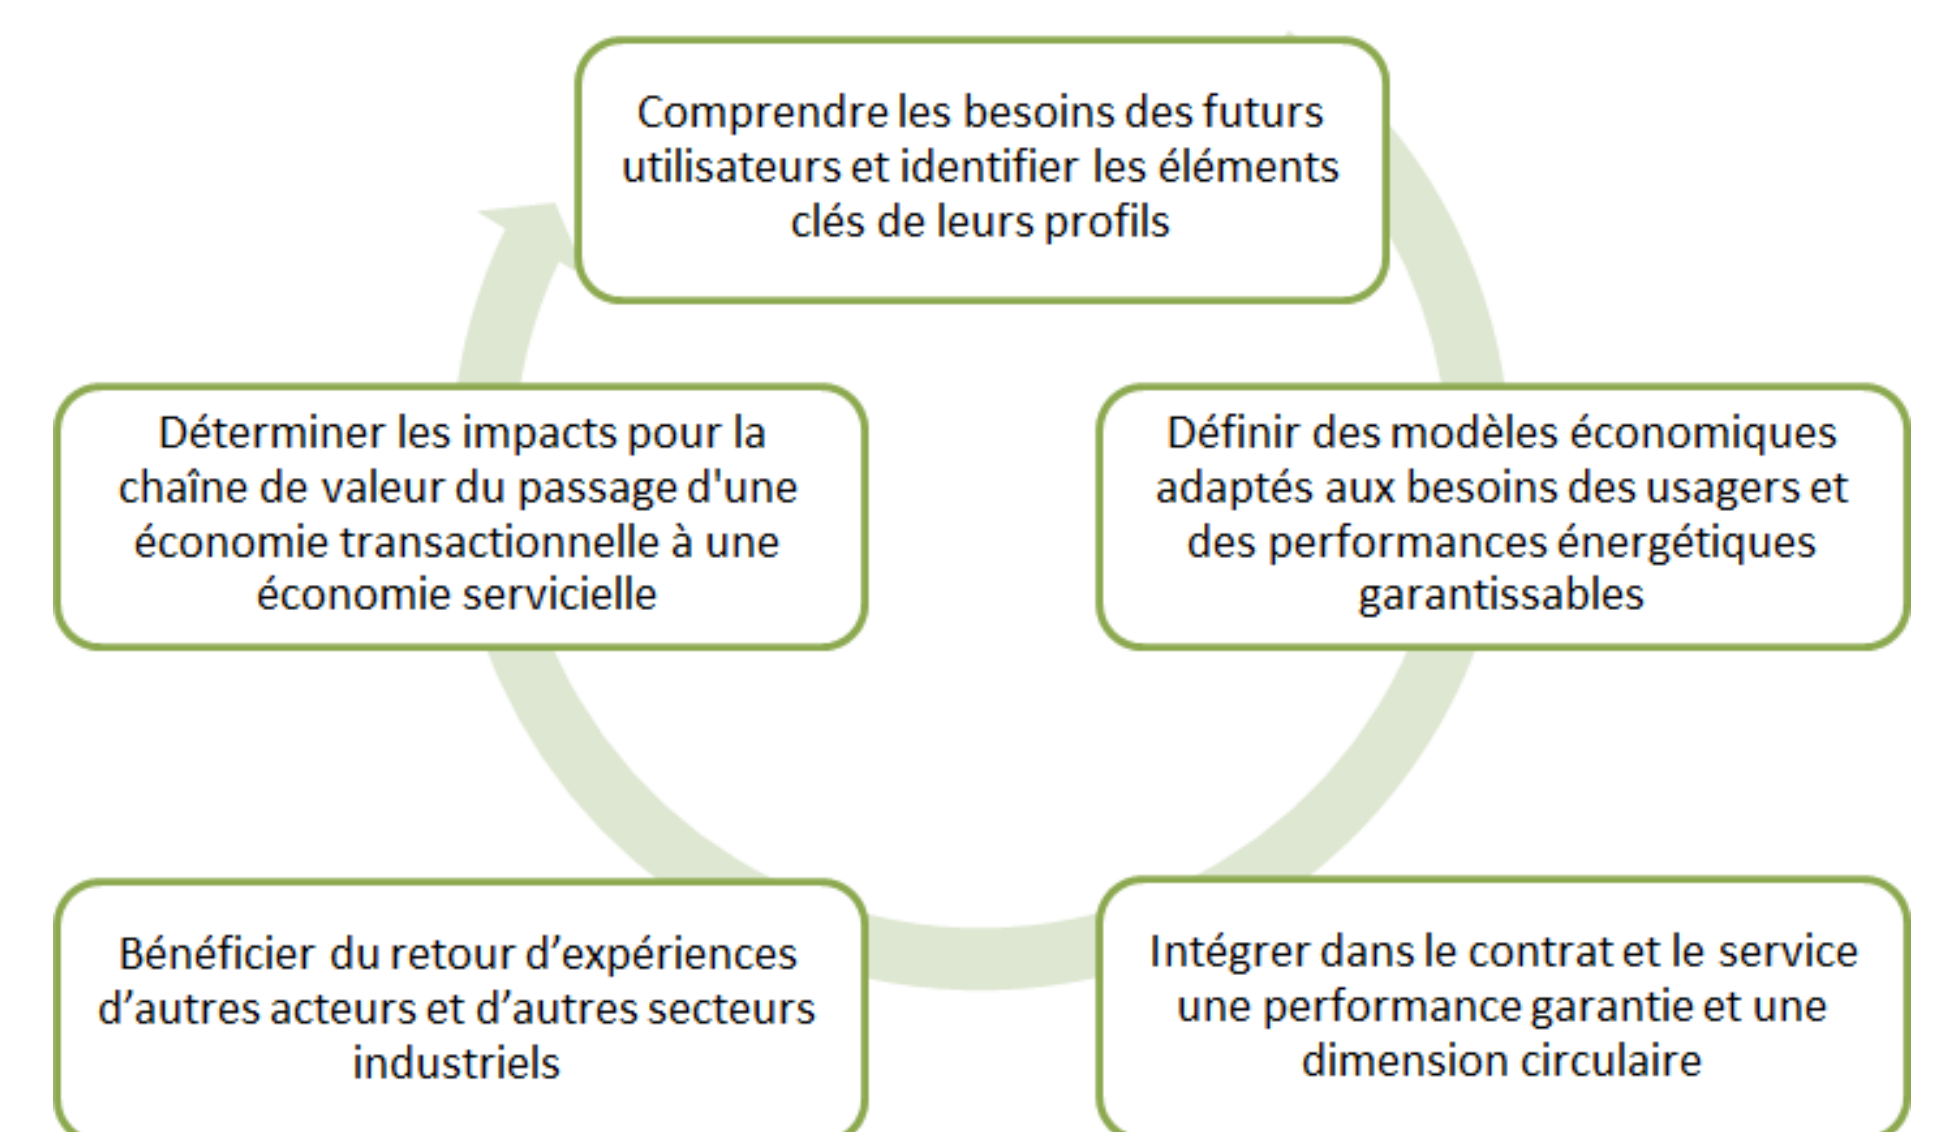 Comprendre les besoins des futurs
utilisateurs et identifier les éléments
clés de leurs profils
Définir des modèles économiques
adaptés aux besoins des usagers et
des performances énergétiques
garantissables
Intégrer dans le contrat et le service
une performance garantie et une
dimension circulaire
Bénéficier du retour d’expériences
d’autres acteurs et d’autres secteurs
industriels
Déterminer les impacts pour la
chaîne de valeur du passage d'une
économie transactionnelle à une
économie servicielle